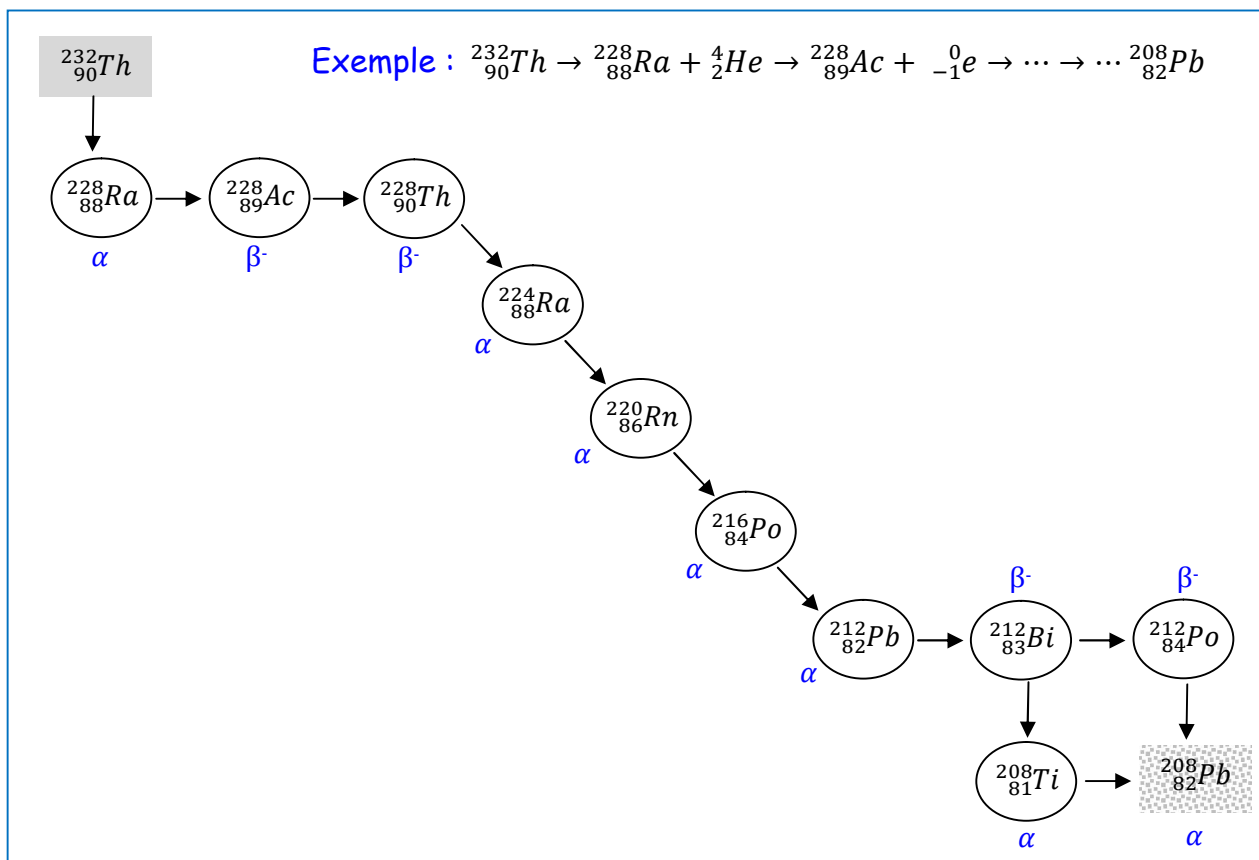 ²³²₉₀Th
Exemple : ²³²₉₀Th → ²²⁸₈₈Ra + ⁴₂He → ²²⁸₈₉Ac + ⁰₋₁e → ⋯ → ⋯ ²⁰⁸₈₂Pb
²²⁸₈₈Ra → ²²⁸₈₉Ac → ²²⁸₉₀Th
α β⁻ β⁻
²²⁴₈₈Ra
α
²²⁰₈₆Rn
α
²¹⁶₈₄Po
α
β⁻ β⁻
²¹²₈₂Pb → ²¹²₈₃Bi → ²¹²₈₄Po
α
²⁰⁸₈₁Ti → ²⁰⁸₈₂Pb
α α